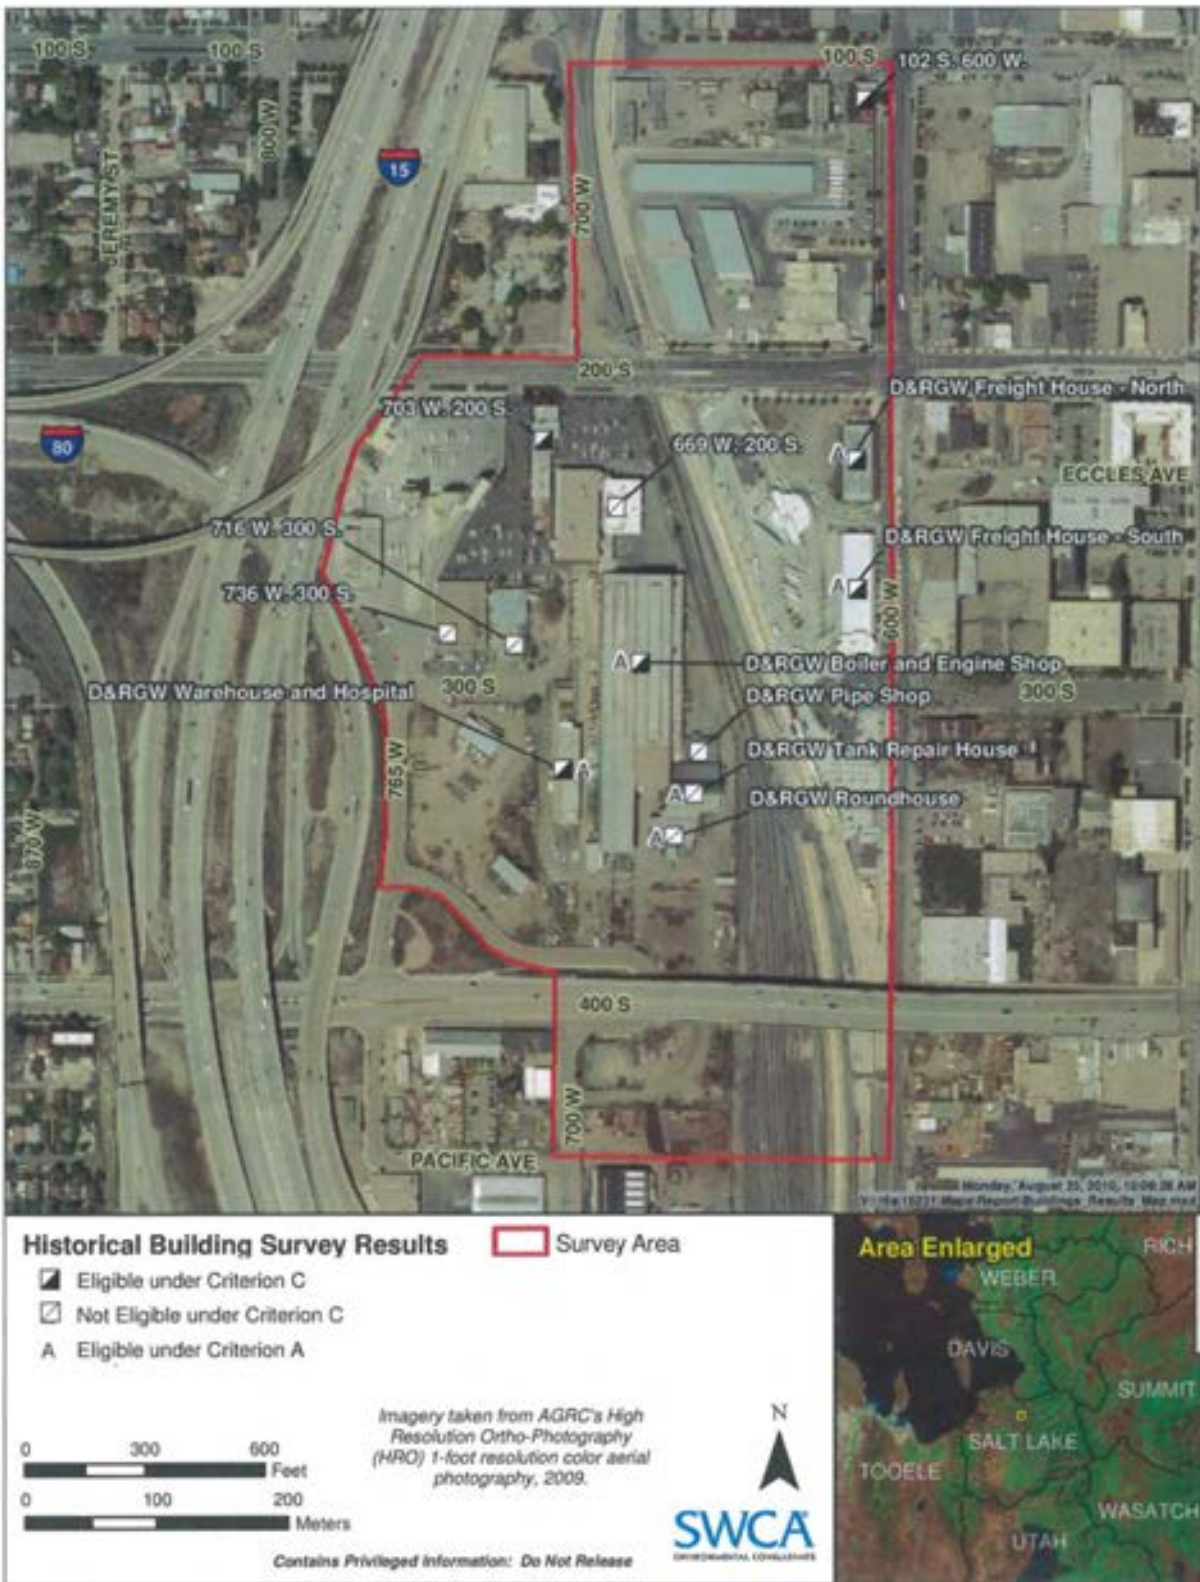 100 S
100 S
100 S
102 S. 600 W.
800 W
JEREMY ST
15
700 W
200 S
D&RGW Freight House - North
703 W. 200 S.
80
669 W. 200 S.
ECCLES AVE
716 W. 300 S.
D&RGW Freight House - South
736 W. 300 S.
600 W
D&RGW Boiler and Engine Shop
D&RGW Warehouse and Hospital
300 S
D&RGW Pipe Shop
300 S
D&RGW Tank Repair House
765 W
D&RGW Roundhouse
870 W
A
A
A
A
A
A
400 S
700 W
PACIFIC AVE
Historical Building Survey Results
Survey Area
Eligible under Criterion C
Not Eligible under Criterion C
A Eligible under Criterion A
0 300 600
Feet
0 100 200
Meters
Imagery taken from AGRC's High
Resolution Ortho-Photography
(HRO) 1-foot resolution color aerial
photography, 2009.
N
SWCA
ENVIRONMENTAL CONSULTANTS
Contains Privileged Information: Do Not Release
Area Enlarged
RICH
WEBER
DAVIS
SUMMIT
SALT LAKE
TOOELE
WASATCH
UTAH